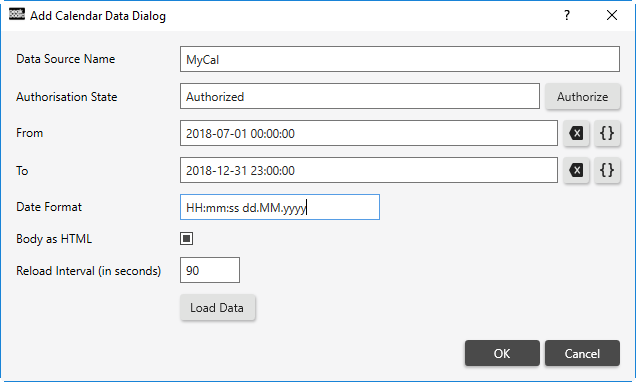 peak
board
Add Calendar Data Dialog ?
Data Source Name MyCal
Authorisation State Authorized Authorize
From 2018-07-01 00:00:00 {}
To 2018-12-31 23:00:00 {}
Date Format HH:mm:ss dd.MM.yyyy
Body as HTML
Reload Interval (in seconds) 90
Load Data
OK Cancel